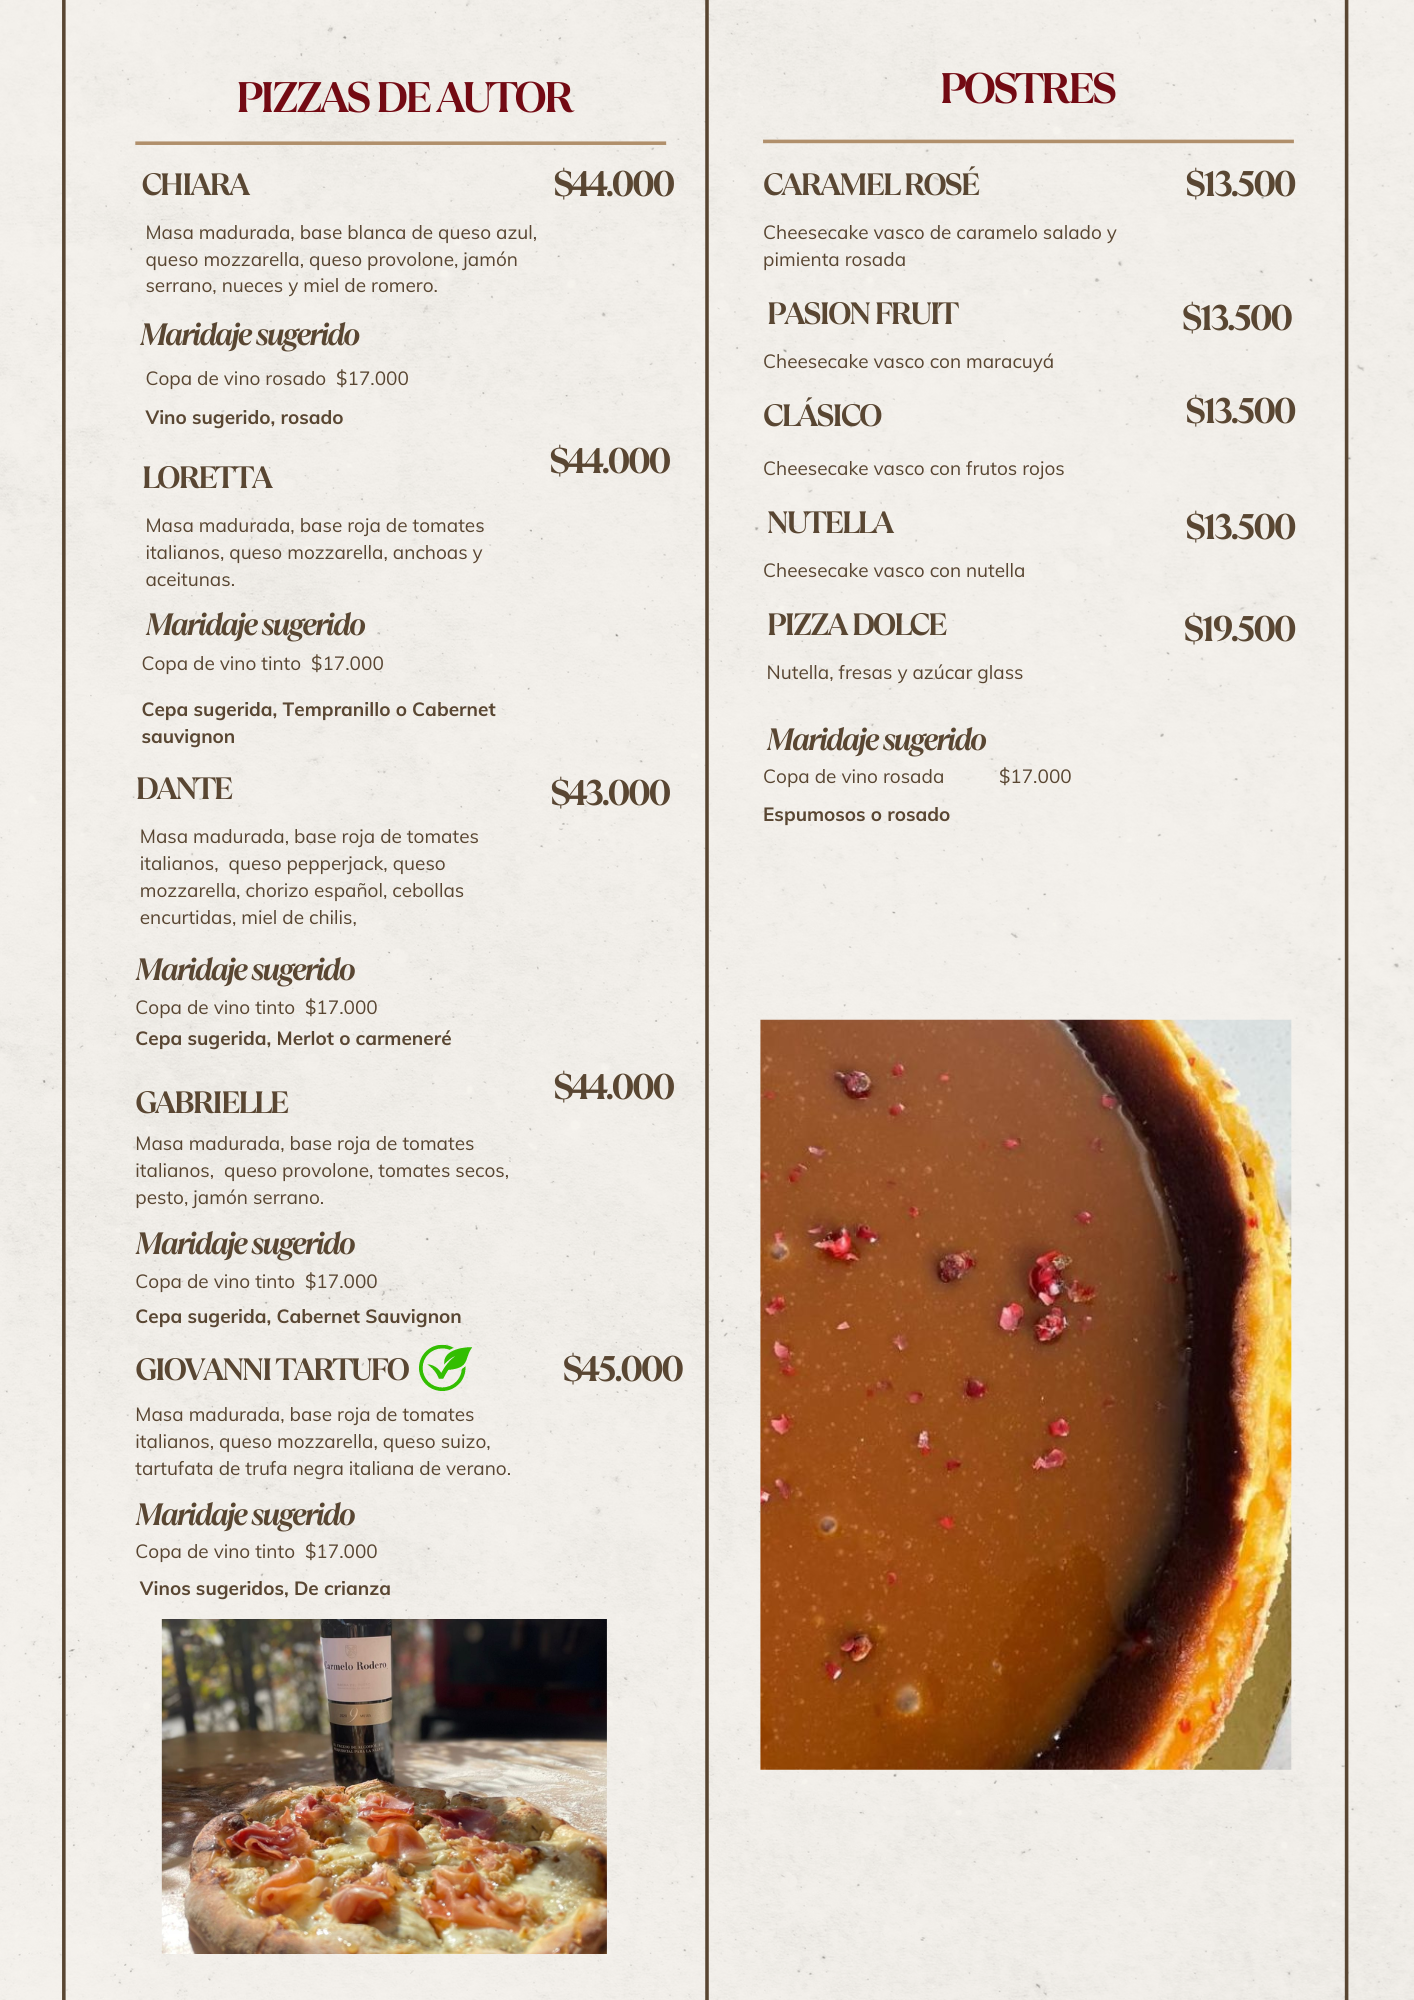 PIZZAS DE AUTOR
CHIARA $44.000
Masa madurada, base blanca de queso azul,
queso mozzarella, queso provolone, jamón
serrano, nueces y miel de romero.
Maridaje sugerido
Copa de vino rosado $17.000
Vino sugerido, rosado
LORETTA $44.000
Masa madurada, base roja de tomates
italianos, queso mozzarella, anchoas y
aceitunas.
Maridaje sugerido
Copa de vino tinto $17.000
Cepa sugerida, Tempranillo o Cabernet
sauvignon
DANTE $43.000
Masa madurada, base roja de tomates
italianos, queso pepperjack, queso
mozzarella, chorizo español, cebollas
encurtidas, miel de chilis,
Maridaje sugerido
Copa de vino tinto $17.000
Cepa sugerida, Merlot o carmeneré
GABRIELLE $44.000
Masa madurada, base roja de tomates
italianos, queso provolone, tomates secos,
pesto, jamón serrano.
Maridaje sugerido
Copa de vino tinto $17.000
Cepa sugerida, Cabernet Sauvignon
GIOVANNI TARTUFO $45.000
Masa madurada, base roja de tomates
italianos, queso mozzarella, queso suizo,
tartufata de trufa negra italiana de verano.
Maridaje sugerido
Copa de vino tinto $17.000
Vinos sugeridos, De crianza
armelo Rodero
POSTRES
CARAMEL ROSÉ $13.500
Cheesecake vasco de caramelo salado y
pimienta rosada
PASION FRUIT $13.500
Cheesecake vasco con maracuyá
CLÁSICO $13.500
Cheesecake vasco con frutos rojos
NUTELLA $13.500
Cheesecake vasco con nutella
PIZZA DOLCE $19.500
Nutella, fresas y azúcar glass
Maridaje sugerido
Copa de vino rosada $17.000
Espumosos o rosado